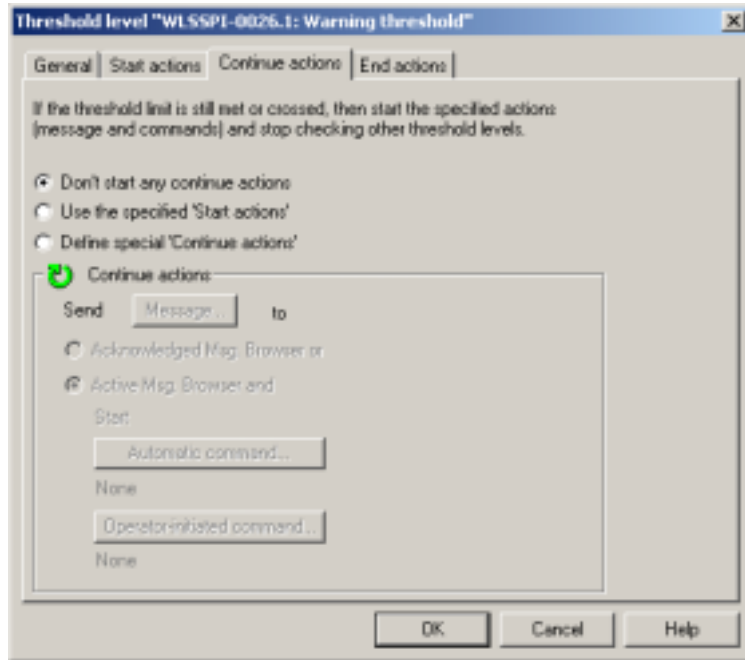 Threshold level "WLSSPI-0026.1: Warning threshold"
General Start actions Continue actions End actions
If the threshold limit is still met or crossed, then start the specified actions
(message and commands) and stop checking other threshold levels.
Don't start any continue actions
Use the specified 'Start actions'
Define special 'Continue actions'
Continue actions
Send Message... to
Acknowledged Msg. Browser or
Active Msg. Browser and
Start
Automatic command...
None
Operator-initiated command...
None
OK Cancel Help